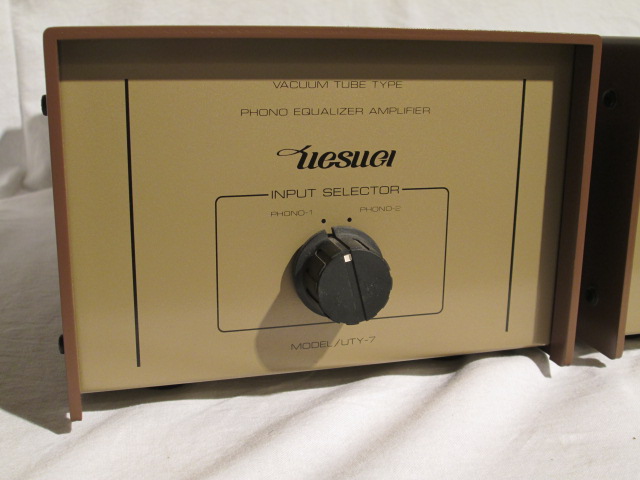 VACUUM TUBE TYPE
PHONO EQUALIZER AMPLIFIER
Uesugi
INPUT SELECTOR
PHONO-1 PHONO-2
MODEL/UTY-7